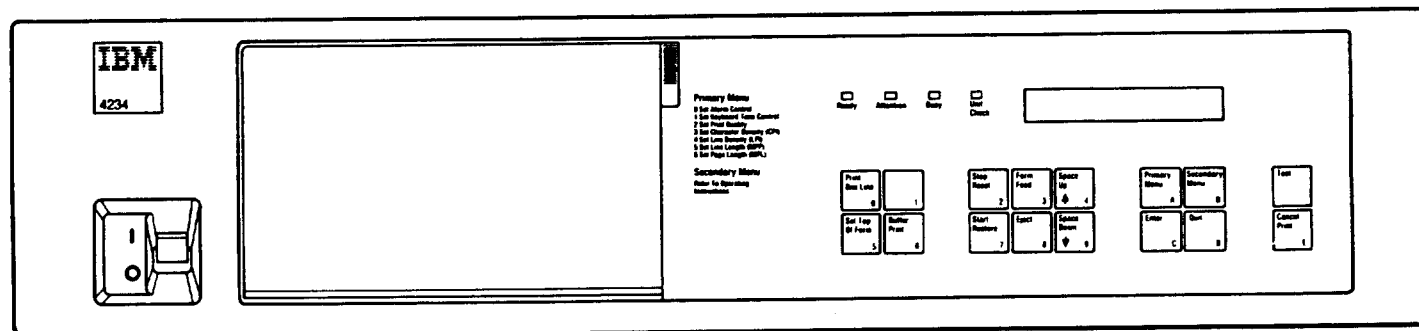 IBM
4234
Primary Menu
0 Set Alarm Control
1 Set Keyboard Tone Control
2 Set Print Quality
3 Set Character Density (CPI)
4 Set Line Density (LPI)
5 Set Line Length (MPP)
6 Set Page Length (MPL)
Secondary Menu
Refer To Operating
Instructions
Ready
Attention
Busy
Unit
Check
Print
One Line
0
1
Stop
Reset
2
Form
Feed
3
Space
Up
4
Primary
Menu
A
Secondary
Menu
B
Test
Set Top
Of Form
5
Buffer
Print
6
Start
Restore
7
Eject
8
Space
Down
9
Enter
C
Quit
D
Cancel
Print
E
I
O